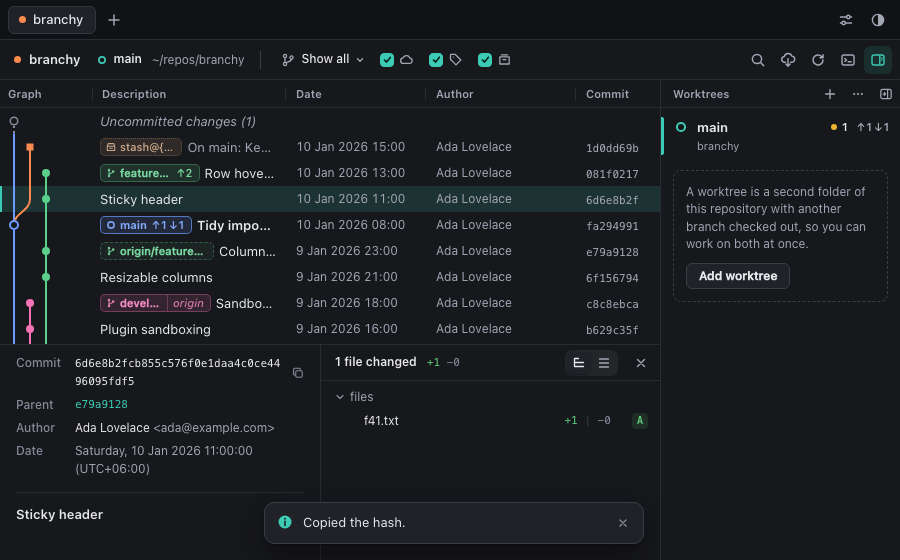 branchy
branchy main ~/repos/branchy Show all
Graph Description Date Author Commit Worktrees
Uncommitted changes (1)
stash@{… On main: Ke… 10 Jan 2026 15:00 Ada Lovelace 1d0dd69b
feature… ↑2 Row hove… 10 Jan 2026 13:00 Ada Lovelace 081f0217
Sticky header 10 Jan 2026 11:00 Ada Lovelace 6d6e8b2f
main ↑1↓1 Tidy impo… 10 Jan 2026 08:00 Ada Lovelace fa294991
origin/feature… Column… 9 Jan 2026 23:00 Ada Lovelace e79a9128
Resizable columns 9 Jan 2026 21:00 Ada Lovelace 6f156794
devel… origin Sandbo… 9 Jan 2026 18:00 Ada Lovelace c8c8ebca
Plugin sandboxing 9 Jan 2026 16:00 Ada Lovelace b629c35f
main 1 ↑1↓1
branchy
A worktree is a second folder of
this repository with another
branch checked out, so you can
work on both at once.
Add worktree
Commit 6d6e8b2fcb855c576f0e1daa4c0ce44
96095fdf5
Parent e79a9128
Author Ada Lovelace <ada@example.com>
Date Saturday, 10 Jan 2026 11:00:00
(UTC+06:00)
Sticky header
1 file changed +1 −0
files
f41.txt +1 −0 A
Copied the hash.